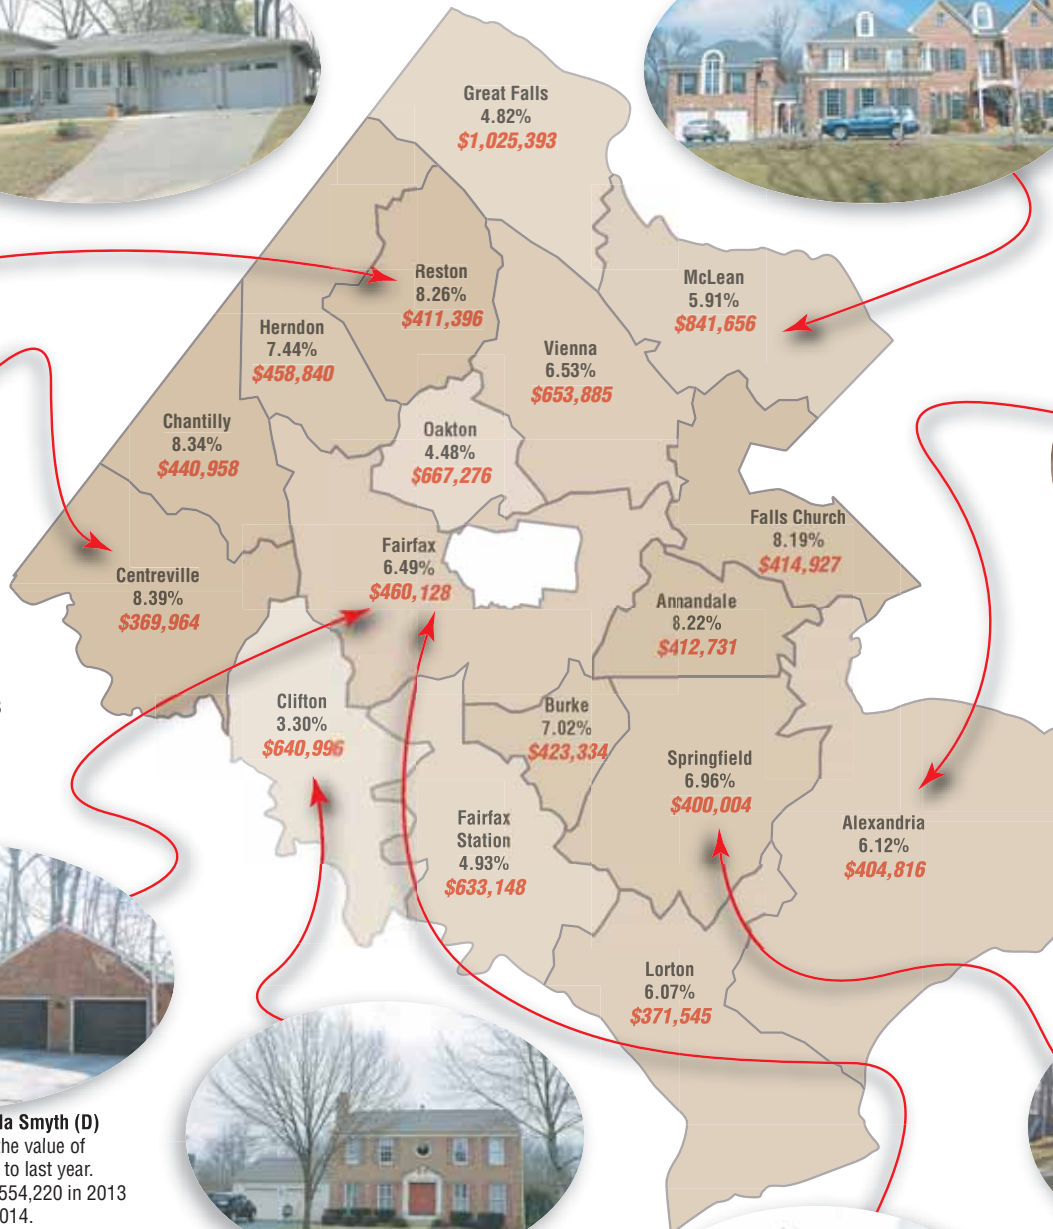 Great Falls
4.82%
$1,025,393
McLean
5.91%
$841,656
Reston
8.26%
$411,396
Herndon
7.44%
$458,840
Vienna
6.53%
$653,885
Chantilly
8.34%
$440,958
Oakton
4.48%
$667,276
Falls Church
8.19%
$414,927
Fairfax
6.49%
$460,128
Centreville
8.39%
$369,964
Annandale
8.22%
$412,731
Clifton
3.30%
$640,996
Burke
7.02%
$423,334
Springfield
6.96%
$400,004
Fairfax
Station
4.93%
$633,148
Alexandria
6.12%
$404,816
Lorton
6.07%
$371,545
la Smyth (D)
the value of
to last year.
554,220 in 2013
014.